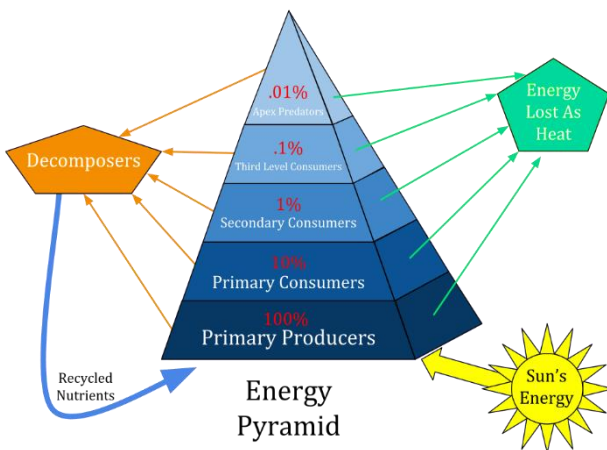 .01%
Apex Predators
Energy
Lost As
Heat
Decomposers
.1%
Third Level Consumers
1%
Secondary Consumers
10%
Primary Consumers
100%
Primary Producers
Recycled
Nutrients
Sun's
Energy
Energy
Pyramid